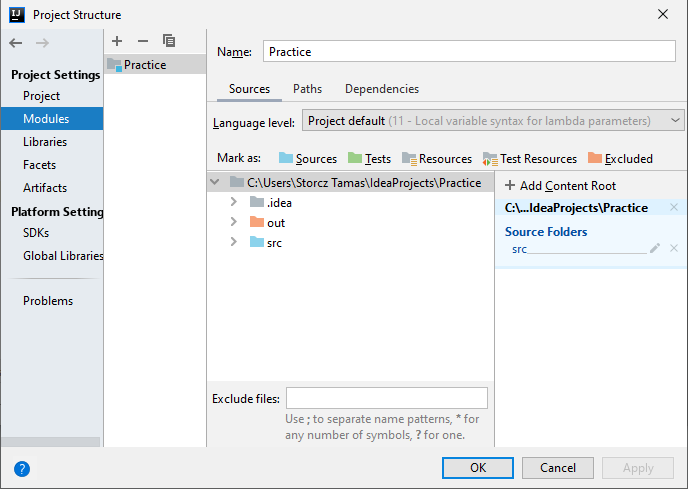 IJ
Project Structure
Project Settings
Project
Modules
Libraries
Facets
Artifacts
Platform Setting
SDKs
Global Libraries
Problems
Practice
Name: Practice
Sources Paths Dependencies
Language level: Project default (11 - Local variable syntax for lambda parameters)
Mark as: Sources Tests Resources Test Resources Excluded
C:\Users\Storcz Tamas\IdeaProjects\Practice
.idea
out
src
+ Add Content Root
C:\...IdeaProjects\Practice
Source Folders
src
Exclude files:
Use ; to separate name patterns, * for
any number of symbols, ? for one.
?
OK Cancel Apply